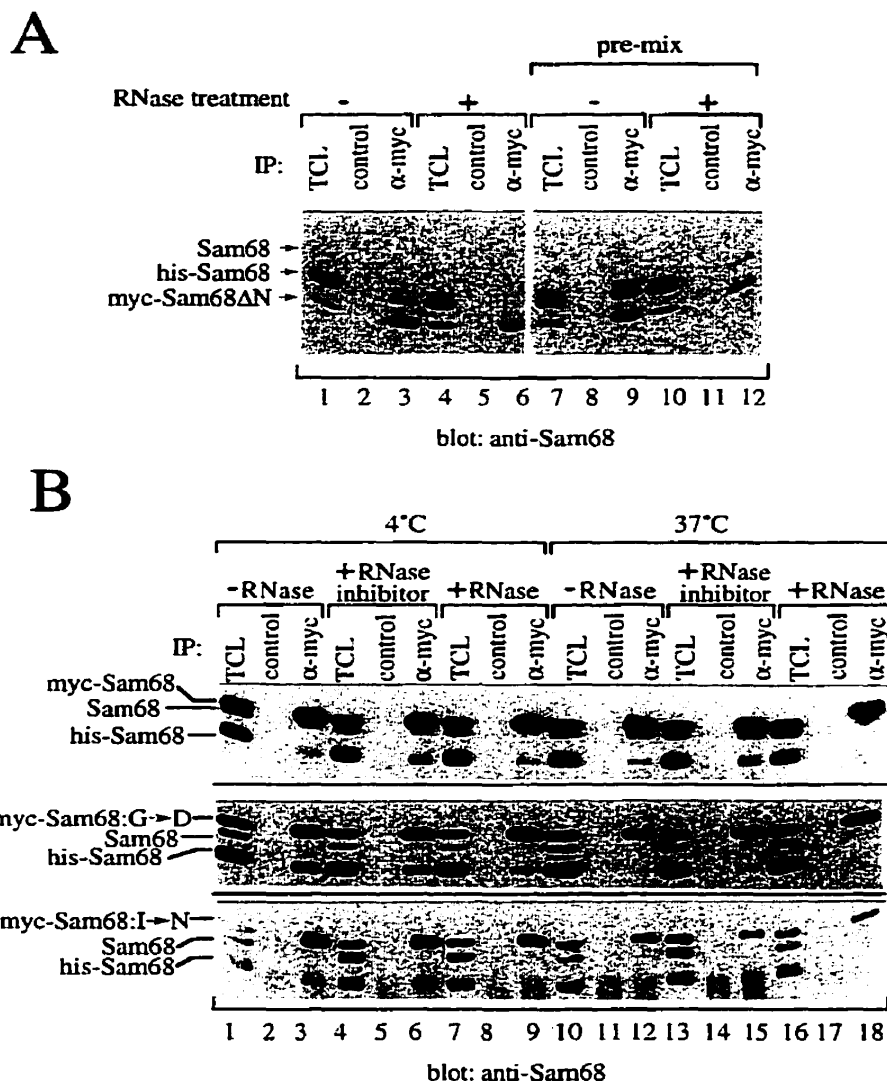 A
pre-mix
RNase treatment - + - +
IP: TCL control α-myc TCL control α-myc TCL control α-myc TCL control α-myc
Sam68
his-Sam68
myc-Sam68ΔN
1 2 3 4 5 6 7 8 9 10 11 12
blot: anti-Sam68
B
4°C 37°C
-RNase +RNase inhibitor +RNase -RNase +RNase inhibitor +RNase
IP: TCL control α-myc TCL control α-myc TCL control α-myc TCL control α-myc TCL control α-myc TCL control α-myc
myc-Sam68
Sam68
his-Sam68
myc-Sam68:G➤D
Sam68
his-Sam68
myc-Sam68:I➤N
Sam68
his-Sam68
1 2 3 4 5 6 7 8 9 10 11 12 13 14 15 16 17 18
blot: anti-Sam68